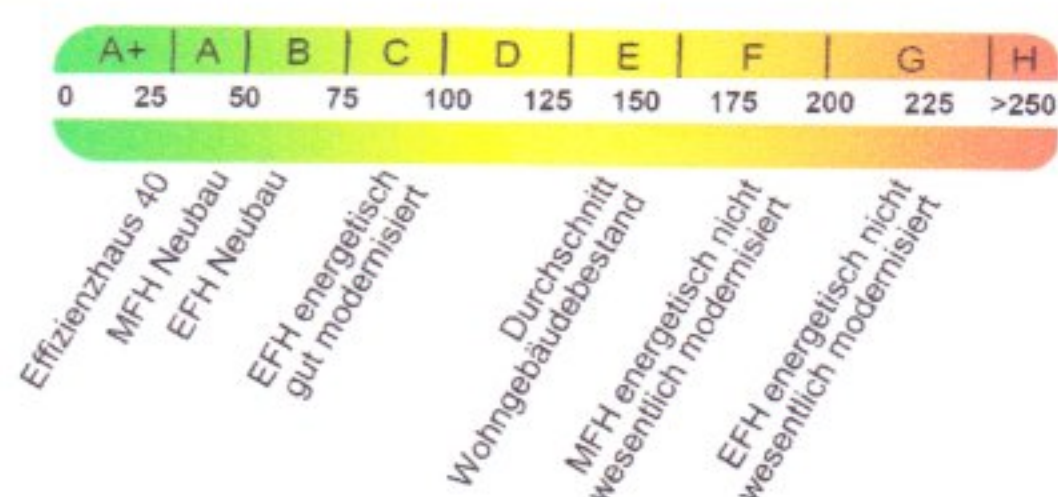 A+ A B C D E F G H
0 25 50 75 100 125 150 175 200 225 >250
Effizienzhaus 40
MFH Neubau
EFH Neubau
EFH energetisch
gut modernisiert
Durchschnitt
Wohngebäudebestand
MFH energetisch nicht
wesentlich modernisiert
EFH energetisch nicht
wesentlich modernisiert